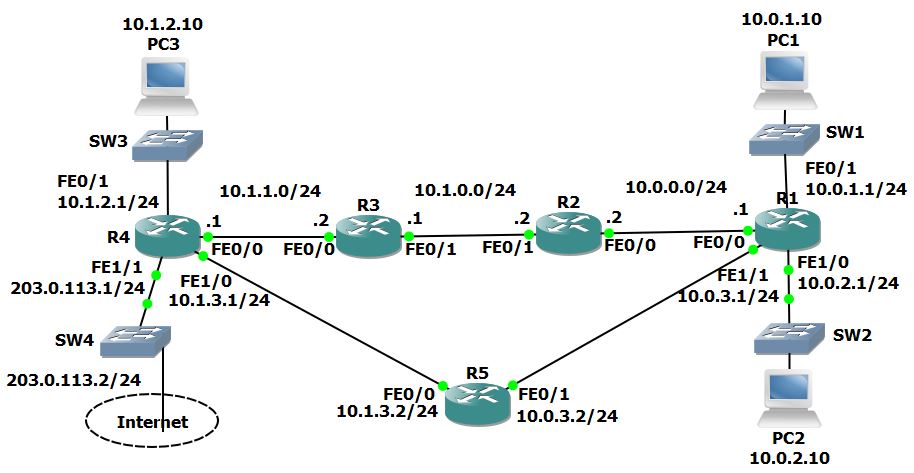 10.1.2.10
PC3
10.0.1.10
PC1
SW3
SW1
FE0/1
10.1.2.1/24
FE0/1
10.0.1.1/24
10.1.1.0/24
10.1.0.0/24
10.0.0.0/24
R4
.1
.2
R3
.1
.2
R2
.2
.1
R1
FE0/0
FE0/0
FE0/1
FE0/1
FE0/0
FE0/0
FE1/1
203.0.113.1/24
FE1/0
10.1.3.1/24
FE1/1
10.0.3.1/24
FE1/0
10.0.2.1/24
SW4
SW2
203.0.113.2/24
Internet
R5
FE0/0
10.1.3.2/24
FE0/1
10.0.3.2/24
PC2
10.0.2.10